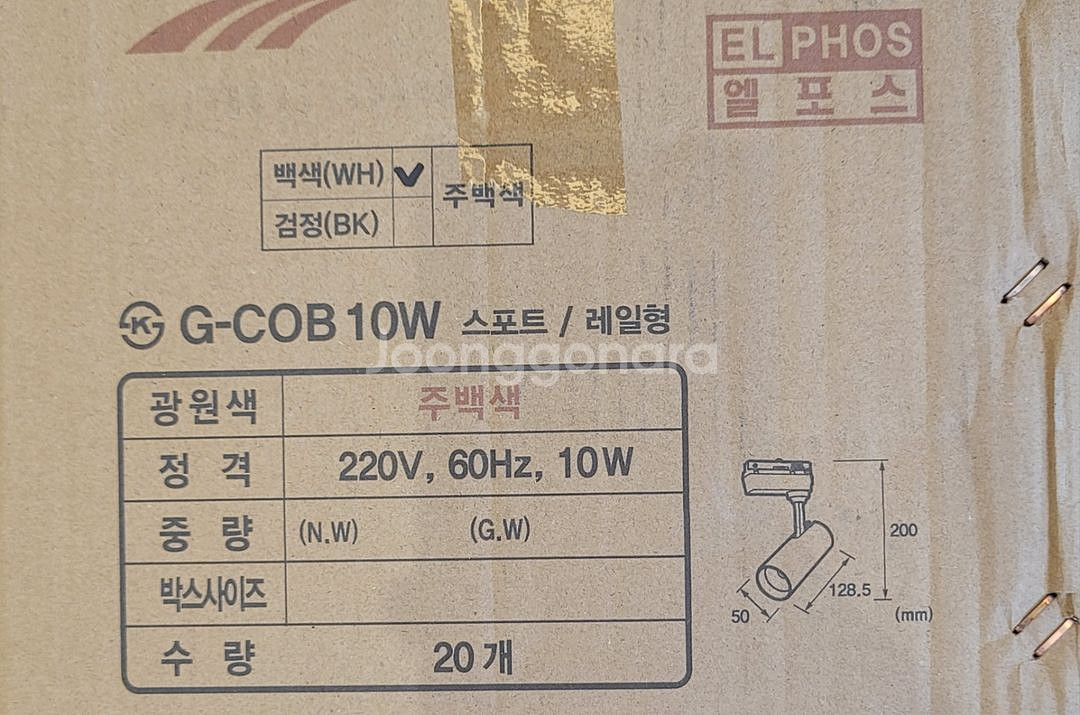 EL PHOS
엘포스
백색(WH) ✓ 주백색
검정(BK)
G-COB 10W 스포트 / 레일형
Joonggonara
광원색 주백색
정격 220V, 60Hz, 10W
중량 (N.W) (G.W)
박스사이즈
수량 20개
200
128.5
50
(mm)